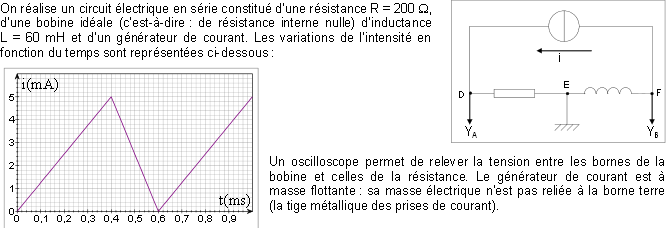 On réalise un circuit électrique en série constitué d'une résistance R = 200 Ω,
d'une bobine idéale (c'est-à-dire : de résistance interne nulle) d'inductance
L = 60 mH et d'un générateur de courant. Les variations de l'intensité en
fonction du temps sont représentées ci-dessous :
i
D
E
F
Y_A
Y_B
i(mA)
5
4
3
2
1
0
t(ms)
0 0,1 0,2 0,3 0,4 0,5 0,6 0,7 0,8 0,9
Un oscilloscope permet de relever la tension entre les bornes de la
bobine et celles de la résistance. Le générateur de courant est à
masse flottante : sa masse électrique n'est pas reliée à la borne terre
(la tige métallique des prises de courant).